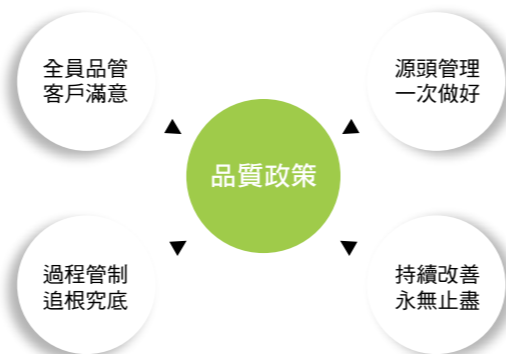 全員品管
客戶滿意
源頭管理
一次做好
品質政策
過程管制
追根究底
持續改善
永無止盡